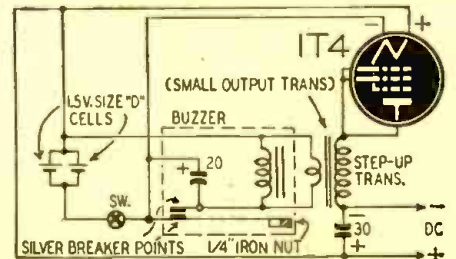 − +
1T4
(SMALL OUTPUT TRANS)
1.5V. SIZE "D"
CELLS
BUZZER
+ 20
STEP-UP
TRANS.
SW.
− −
30 DC
+ +
SILVER BREAKER POINTS 1/4" IRON NUT